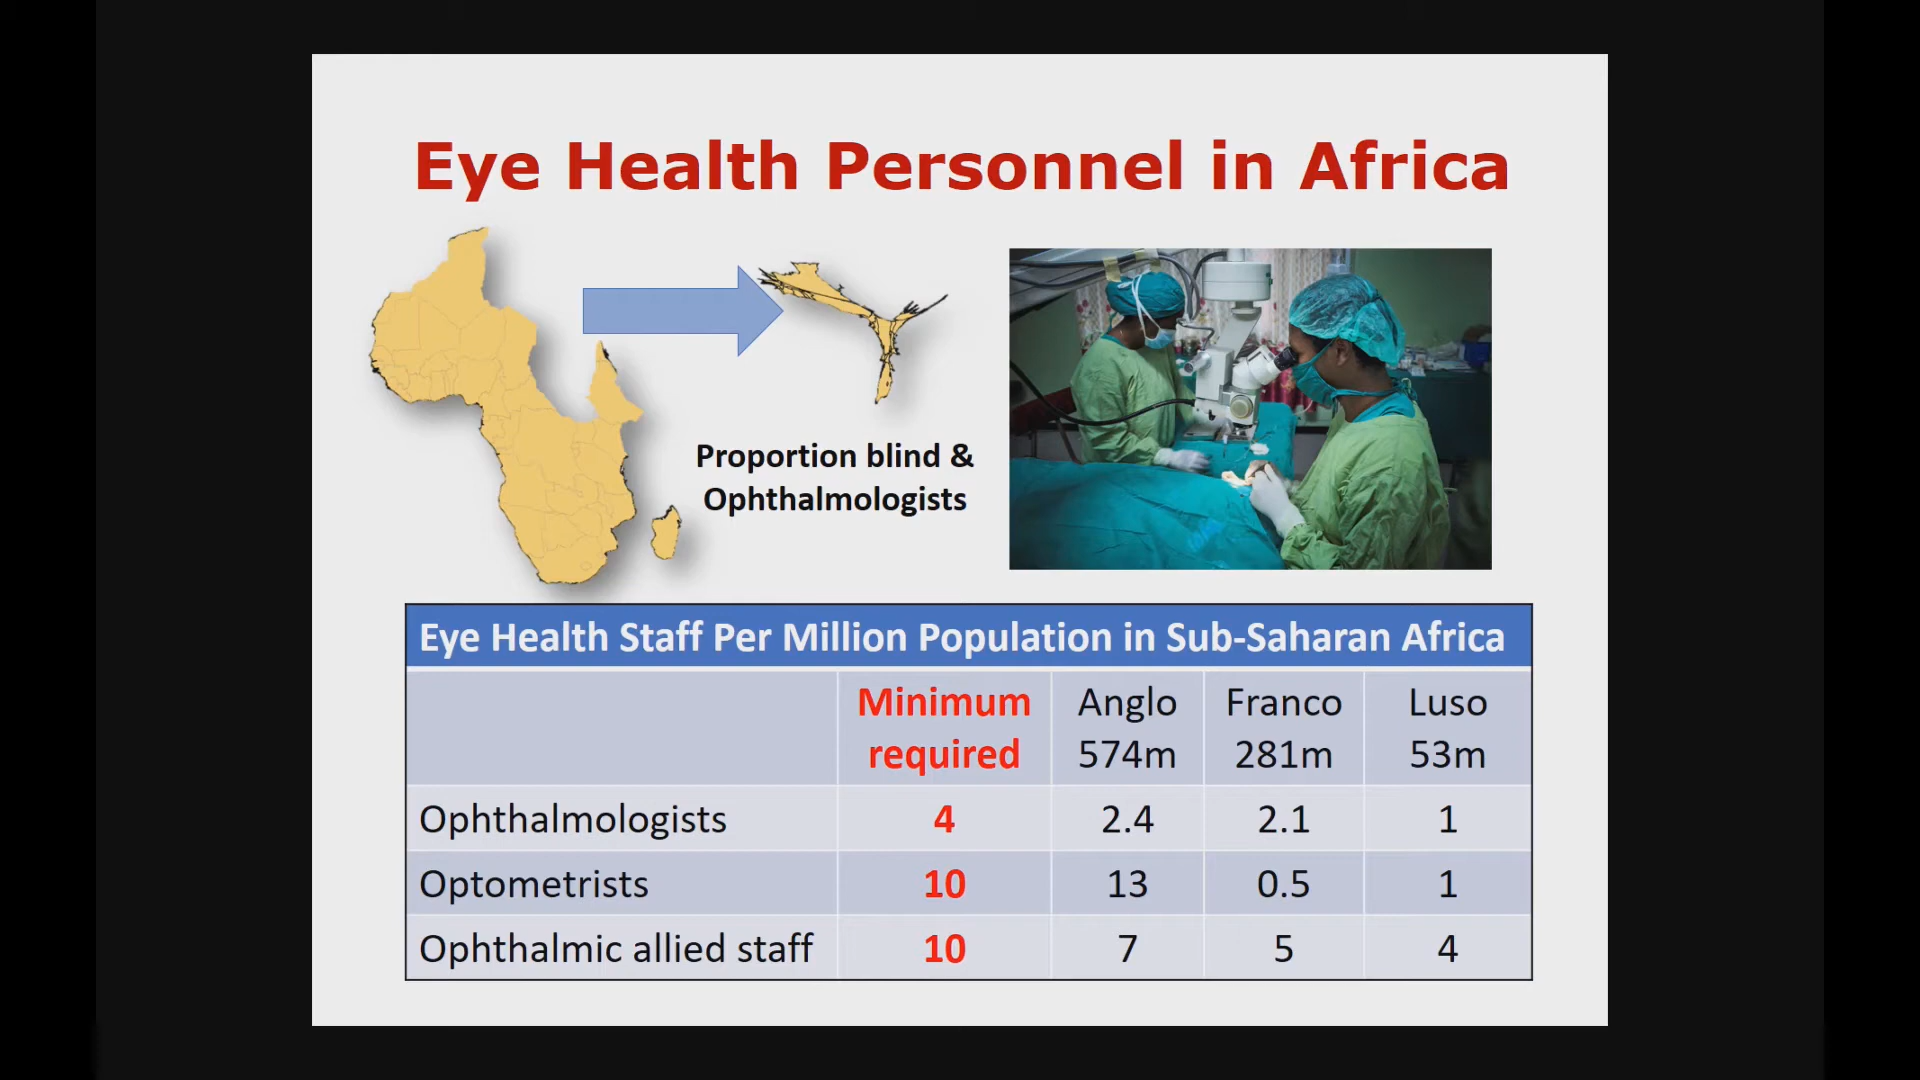 Eye Health Personnel in Africa
Proportion blind &
Ophthalmologists
Eye Health Staff Per Million Population in Sub-Saharan Africa
Minimum required Anglo 574m Franco 281m Luso 53m
Ophthalmologists 4 2.4 2.1 1
Optometrists 10 13 0.5 1
Ophthalmic allied staff 10 7 5 4